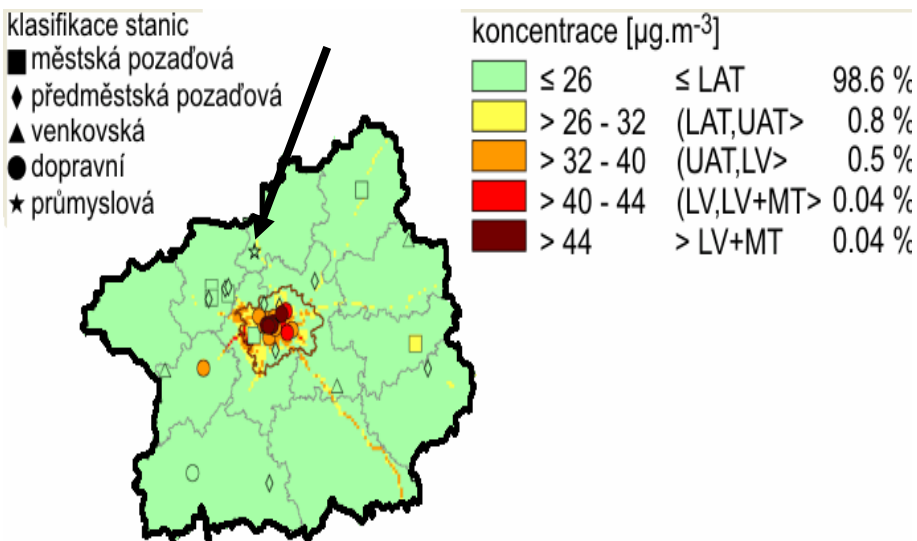 klasifikace stanic
městská pozaďová
předměstská pozaďová
venkovská
dopravní
průmyslová
koncentrace [µg.m-3]
≤ 26 ≤ LAT 98.6 %
> 26 - 32 (LAT,UAT> 0.8 %
> 32 - 40 (UAT,LV> 0.5 %
> 40 - 44 (LV,LV+MT> 0.04 %
> 44 > LV+MT 0.04 %